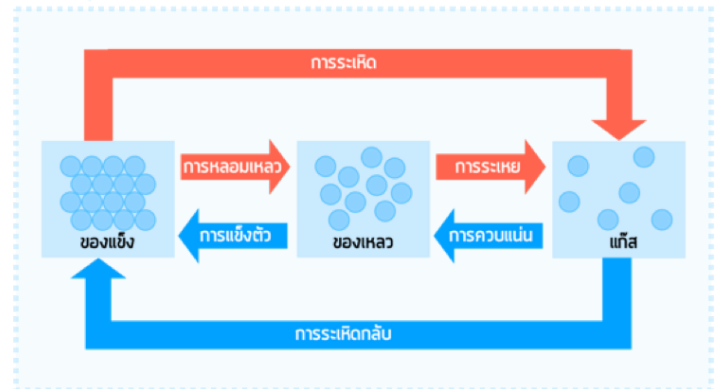 การระเหิด
การหลอมเหลว
การระเหย
การแข็งตัว
การควบแน่น
ของแข็ง
ของเหลว
แก๊ส
การระเหิดกลับ